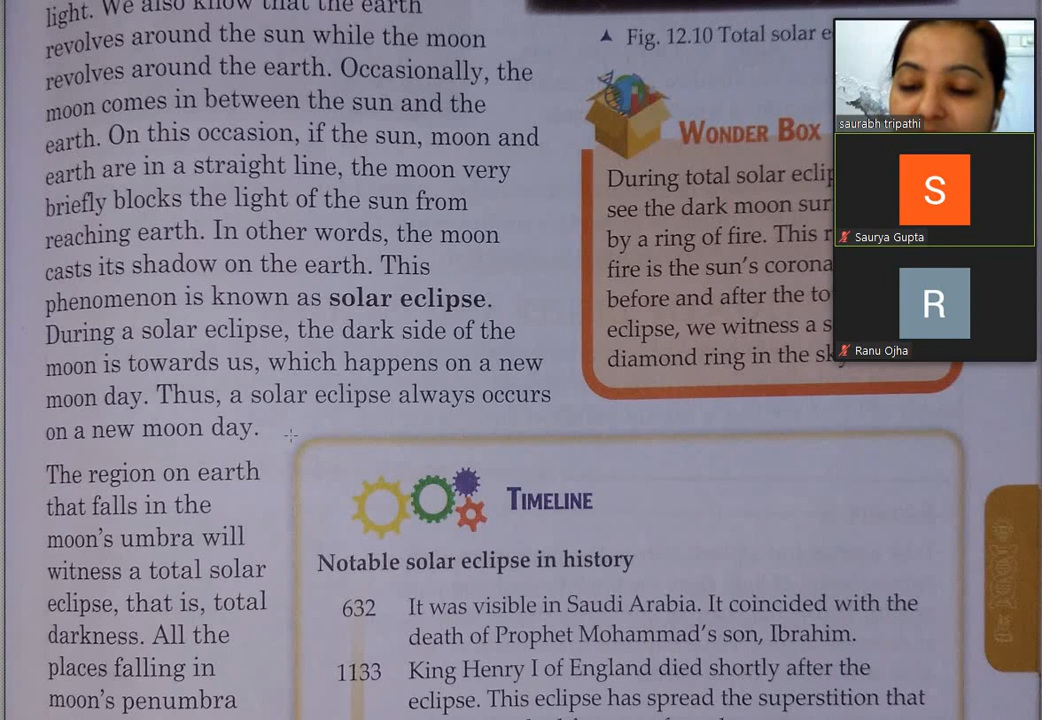 light. We also know that the earth
revolves around the sun while the moon
revolves around the earth. Occasionally, the
moon comes in between the sun and the
earth. On this occasion, if the sun, moon and
earth are in a straight line, the moon very
briefly blocks the light of the sun from
reaching earth. In other words, the moon
casts its shadow on the earth. This
phenomenon is known as solar eclipse.
During a solar eclipse, the dark side of the
moon is towards us, which happens on a new
moon day. Thus, a solar eclipse always occurs
on a new moon day.
The region on earth
that falls in the
moon's umbra will
witness a total solar
eclipse, that is, total
darkness. All the
places falling in
moon's penumbra
Fig. 12.10 Total solar e
WONDER BOX
During total solar eclip
see the dark moon sur
by a ring of fire. This r
fire is the sun's corona
before and after the to
eclipse, we witness a s
diamond ring in the sk
TIMELINE
Notable solar eclipse in history
632 It was visible in Saudi Arabia. It coincided with the
death of Prophet Mohammad's son, Ibrahim.
1133 King Henry I of England died shortly after the
eclipse. This eclipse has spread the superstition that
saurabh tripathi
S
Saurya Gupta
R
Ranu Ojha